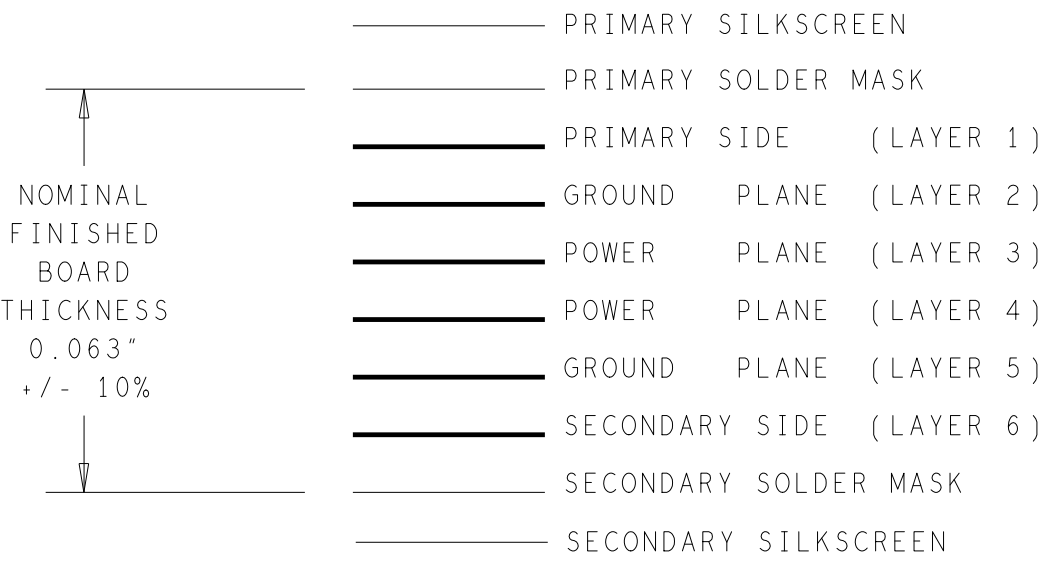 PRIMARY SILKSCREEN
PRIMARY SOLDER MASK
PRIMARY SIDE (LAYER 1)
GROUND PLANE (LAYER 2)
POWER PLANE (LAYER 3)
POWER PLANE (LAYER 4)
GROUND PLANE (LAYER 5)
SECONDARY SIDE (LAYER 6)
SECONDARY SOLDER MASK
SECONDARY SILKSCREEN
NOMINAL
FINISHED
BOARD
THICKNESS
0.063"
+/- 10%